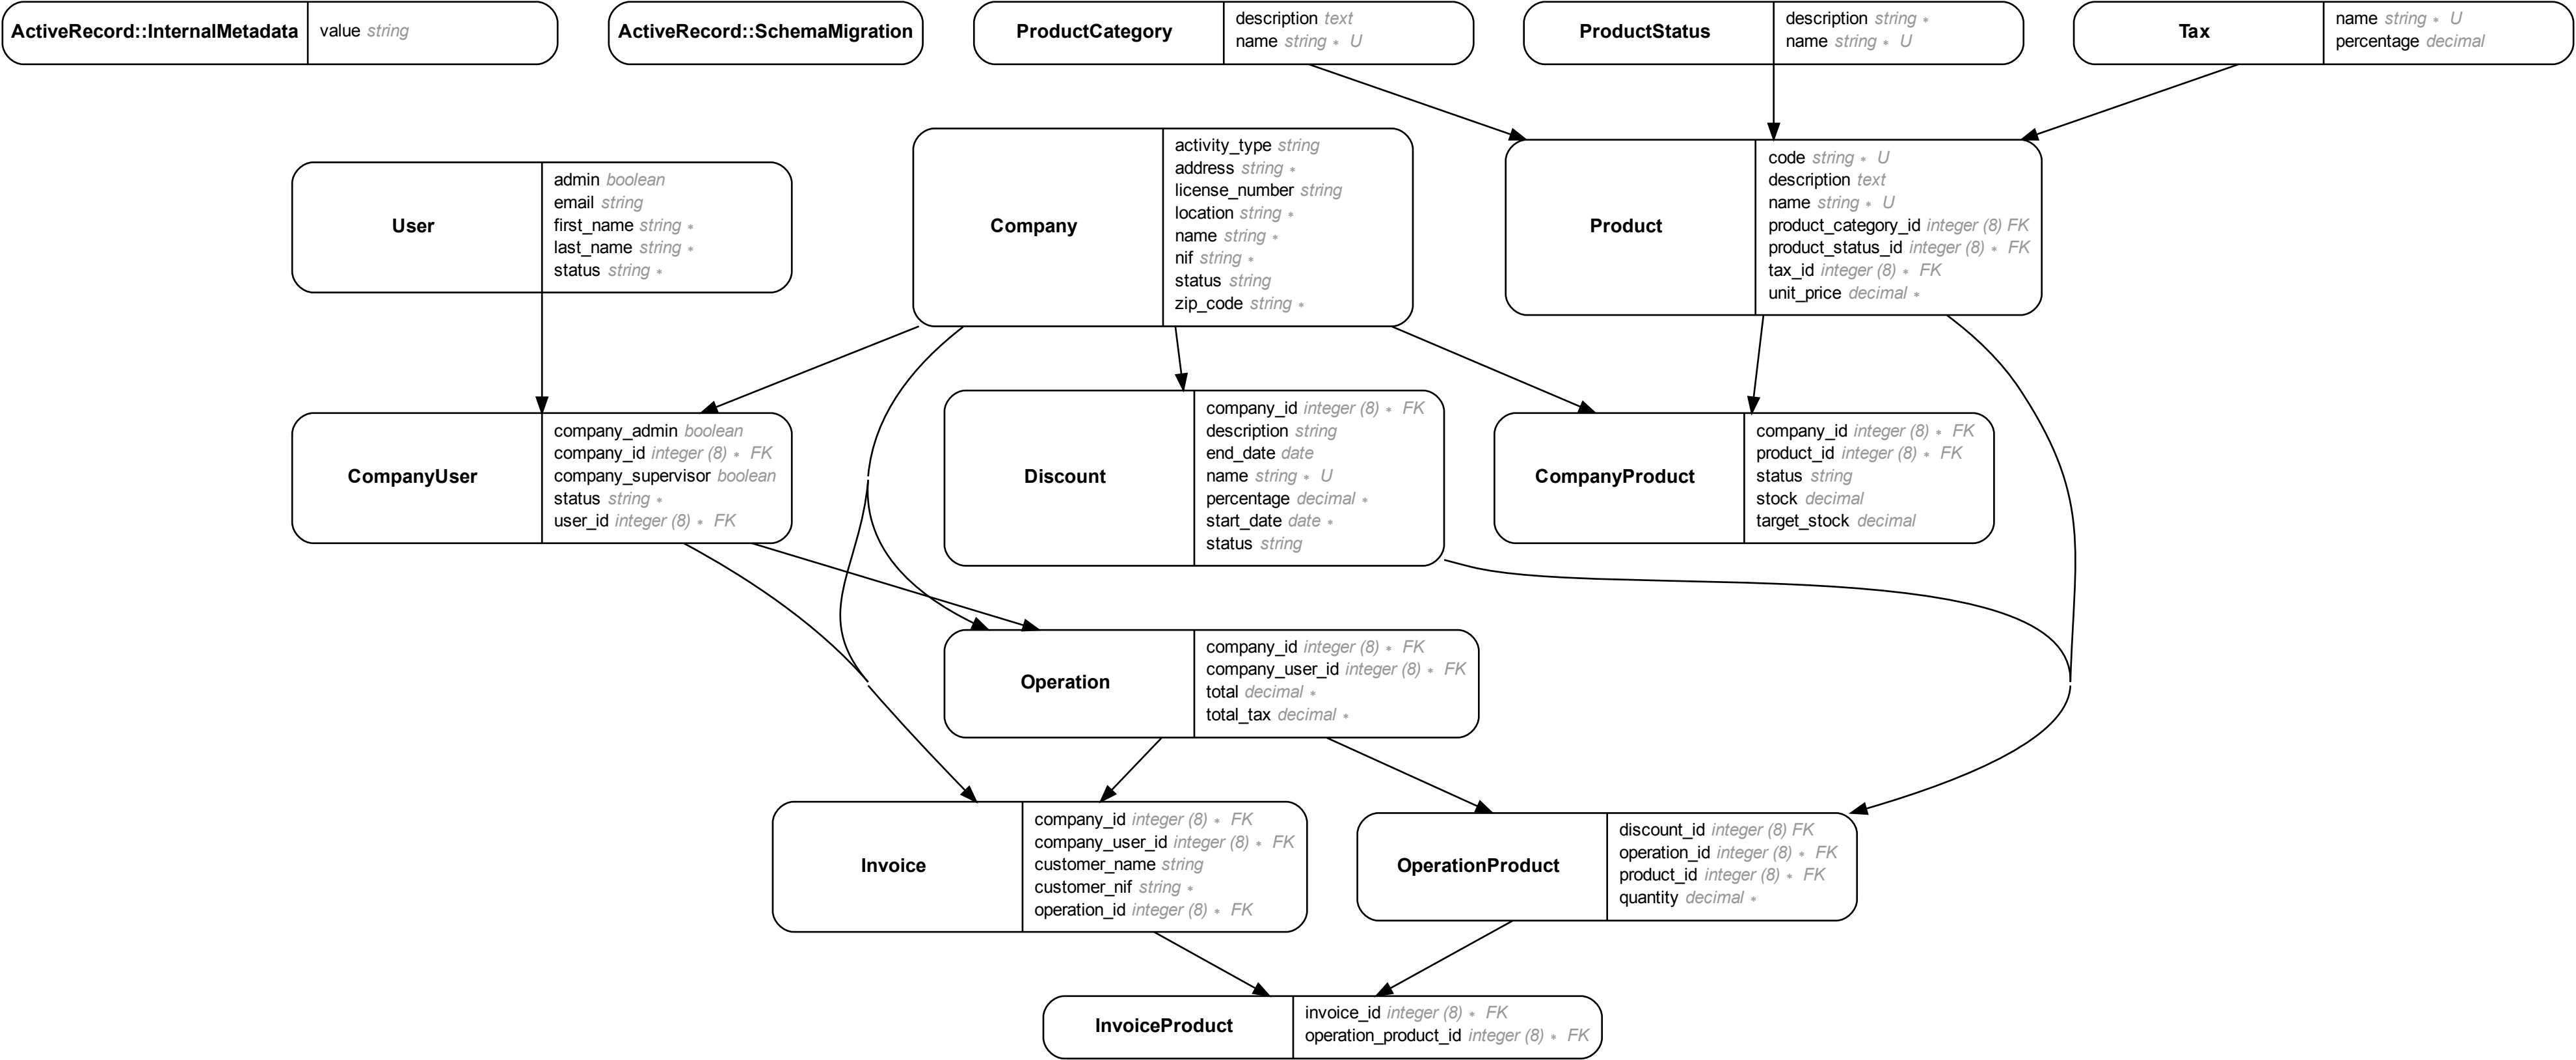 ActiveRecord::InternalMetadata
value string
ActiveRecord::SchemaMigration
ProductCategory
description text
name string ∗ U
ProductStatus
description string ∗
name string ∗ U
Tax
name string ∗ U
percentage decimal
User
admin boolean
email string
first_name string ∗
last_name string ∗
status string ∗
Company
activity_type string
address string ∗
license_number string
location string ∗
name string ∗
nif string ∗
status string
zip_code string ∗
Product
code string ∗ U
description text
name string ∗ U
product_category_id integer (8) FK
product_status_id integer (8) ∗ FK
tax_id integer (8) ∗ FK
unit_price decimal ∗
CompanyUser
company_admin boolean
company_id integer (8) ∗ FK
company_supervisor boolean
status string ∗
user_id integer (8) ∗ FK
Discount
company_id integer (8) ∗ FK
description string
end_date date
name string ∗ U
percentage decimal ∗
start_date date ∗
status string
CompanyProduct
company_id integer (8) ∗ FK
product_id integer (8) ∗ FK
status string
stock decimal
target_stock decimal
Operation
company_id integer (8) ∗ FK
company_user_id integer (8) ∗ FK
total decimal ∗
total_tax decimal ∗
Invoice
company_id integer (8) ∗ FK
company_user_id integer (8) ∗ FK
customer_name string
customer_nif string ∗
operation_id integer (8) ∗ FK
OperationProduct
discount_id integer (8) FK
operation_id integer (8) ∗ FK
product_id integer (8) ∗ FK
quantity decimal ∗
InvoiceProduct
invoice_id integer (8) ∗ FK
operation_product_id integer (8) ∗ FK